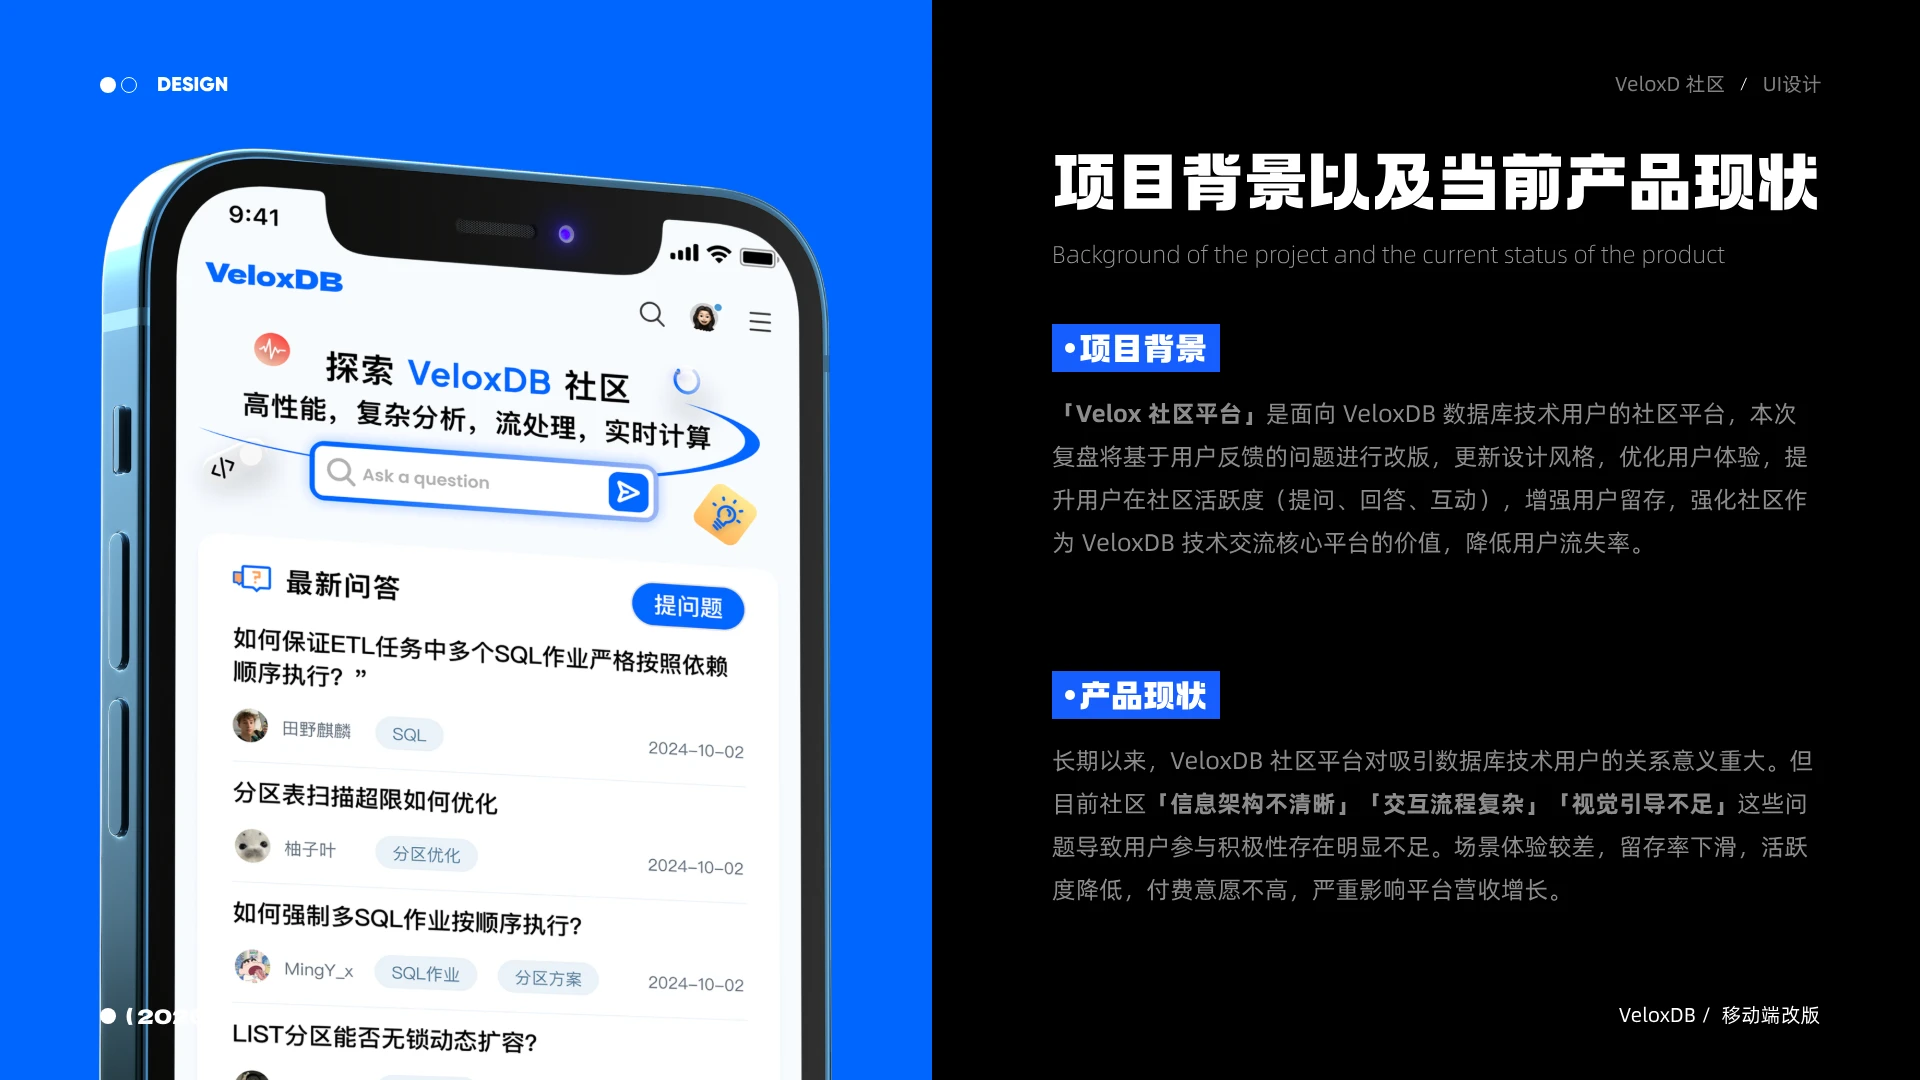 DESIGN
VeloxD 社区 / UI设计
9:41
VeloxDB
探索 VeloxDB 社区
高性能，复杂分析，流处理，实时计算
Ask a question
最新问答
提问题
如何保证ETL任务中多个SQL作业严格按照依赖
顺序执行？”
田野麒麟 SQL 2024-10-02
分区表扫描超限如何优化
柚子叶 分区优化 2024-10-02
如何强制多SQL作业按顺序执行?
MingY_x SQL作业 分区方案 2024-10-02
LIST分区能否无锁动态扩容?
项目背景以及当前产品现状
Background of the project and the current status of the product
•项目背景
「Velox 社区平台」是面向 VeloxDB 数据库技术用户的社区平台，本次
复盘将基于用户反馈的问题进行改版，更新设计风格，优化用户体验，提
升用户在社区活跃度（提问、回答、互动），增强用户留存，强化社区作
为 VeloxDB 技术交流核心平台的价值，降低用户流失率。
•产品现状
长期以来，VeloxDB 社区平台对吸引数据库技术用户的关系意义重大。但
目前社区「信息架构不清晰」「交互流程复杂」「视觉引导不足」这些问
题导致用户参与积极性存在明显不足。场景体验较差，留存率下滑，活跃
度降低，付费意愿不高，严重影响平台营收增长。
VeloxDB / 移动端改版